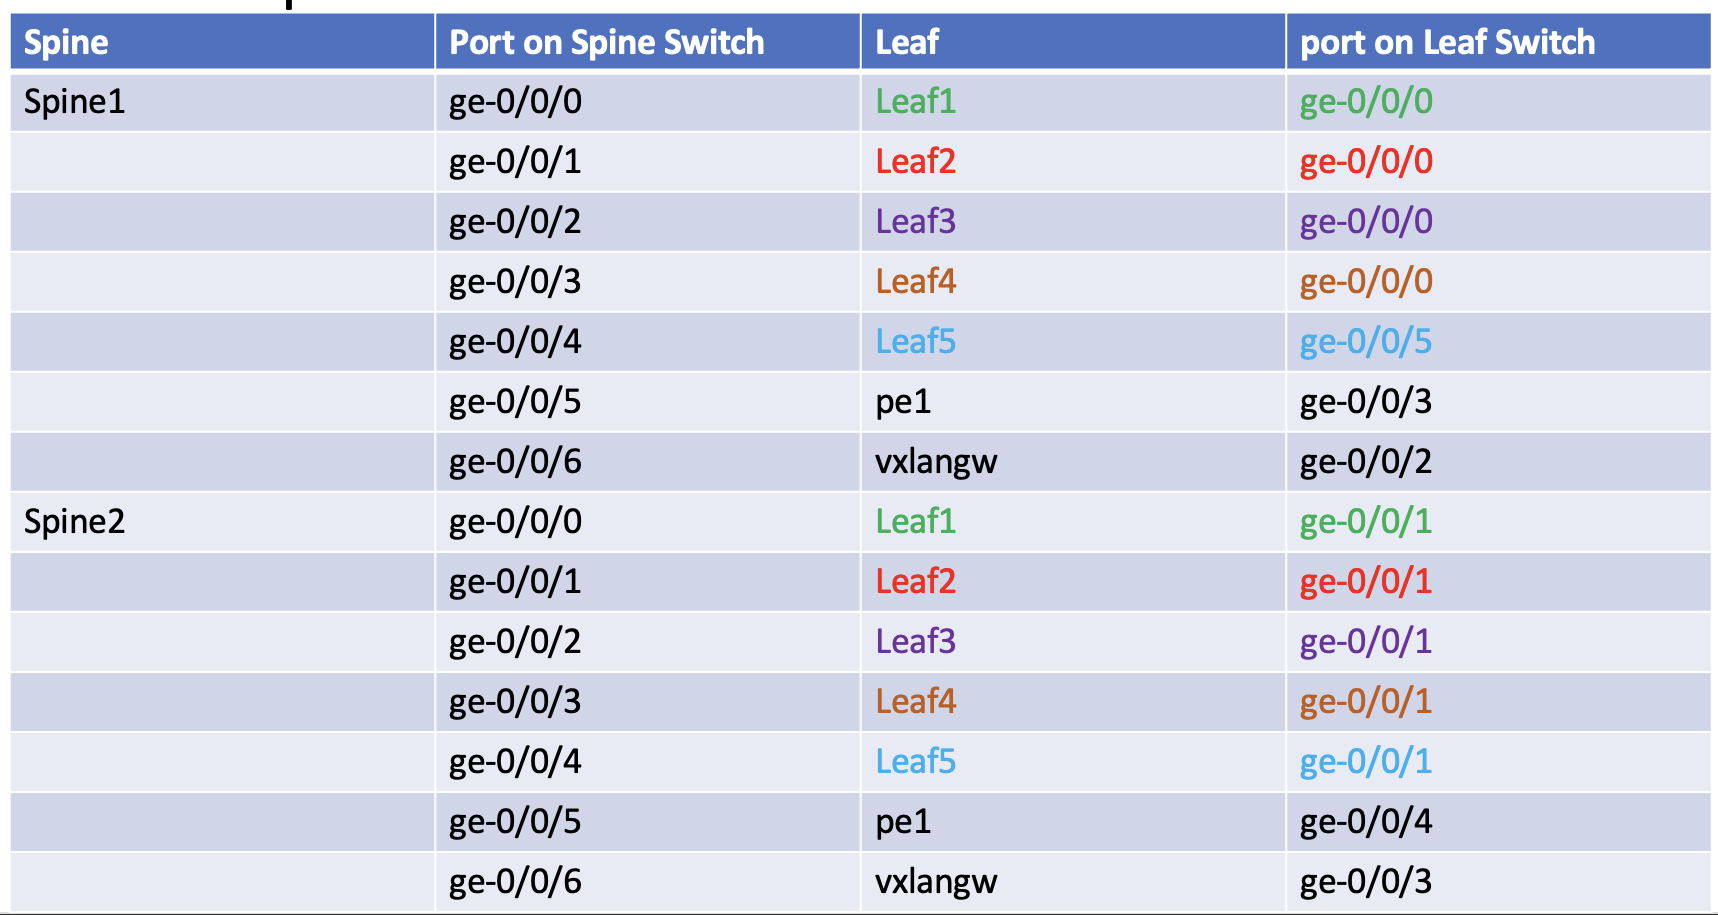 Spine Port on Spine Switch Leaf port on Leaf Switch
Spine1 ge-0/0/0 Leaf1 ge-0/0/0
ge-0/0/1 Leaf2 ge-0/0/0
ge-0/0/2 Leaf3 ge-0/0/0
ge-0/0/3 Leaf4 ge-0/0/0
ge-0/0/4 Leaf5 ge-0/0/5
ge-0/0/5 pe1 ge-0/0/3
ge-0/0/6 vxlangw ge-0/0/2
Spine2 ge-0/0/0 Leaf1 ge-0/0/1
ge-0/0/1 Leaf2 ge-0/0/1
ge-0/0/2 Leaf3 ge-0/0/1
ge-0/0/3 Leaf4 ge-0/0/1
ge-0/0/4 Leaf5 ge-0/0/1
ge-0/0/5 pe1 ge-0/0/4
ge-0/0/6 vxlangw ge-0/0/3